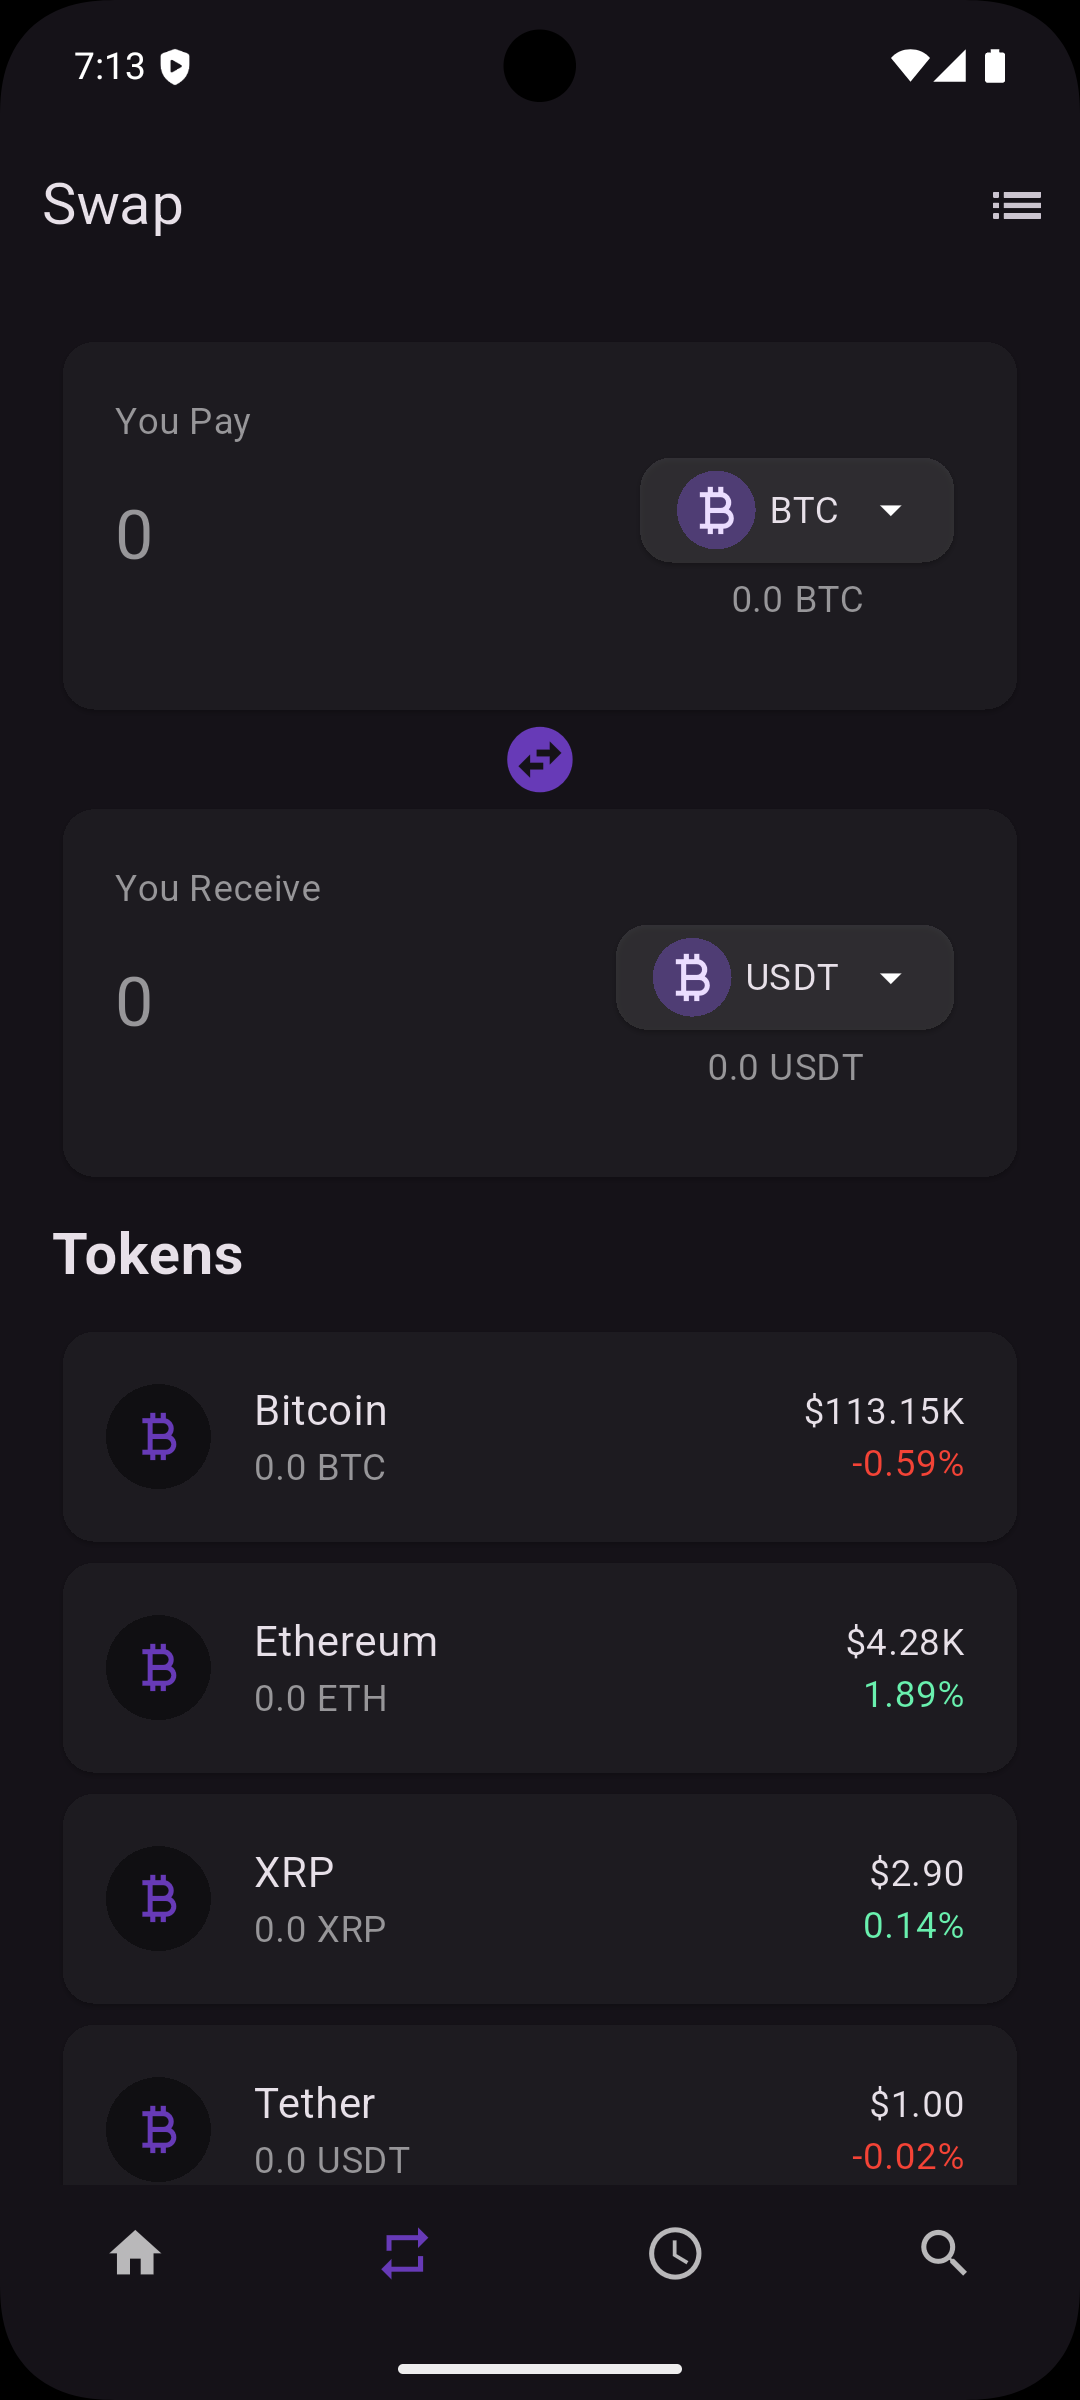 7:13
Swap
You Pay
0
BTC
0.0 BTC
You Receive
0
USDT
0.0 USDT
Tokens
Bitcoin
$113.15K
0.0 BTC
-0.59%
Ethereum
$4.28K
0.0 ETH
1.89%
XRP
$2.90
0.0 XRP
0.14%
Tether
$1.00
0.0 USDT
-0.02%